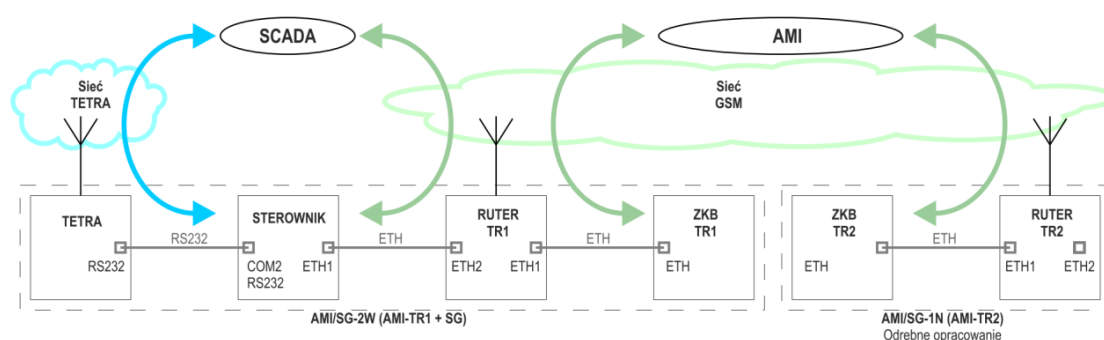 SCADA
AMI
Sieć
TETRA
Sieć
GSM
TETRA
RS232
RS232
STEROWNIK
COM2
RS232
ETH1
ETH
RUTER
TR1
ETH2
ETH1
ETH
ZKB
TR1
ETH
ZKB
TR2
ETH
ETH
RUTER
TR2
ETH1
ETH2
AMI/SG-2W (AMI-TR1 + SG)
AMI/SG-1N (AMI-TR2)
Odrebne opracowanie